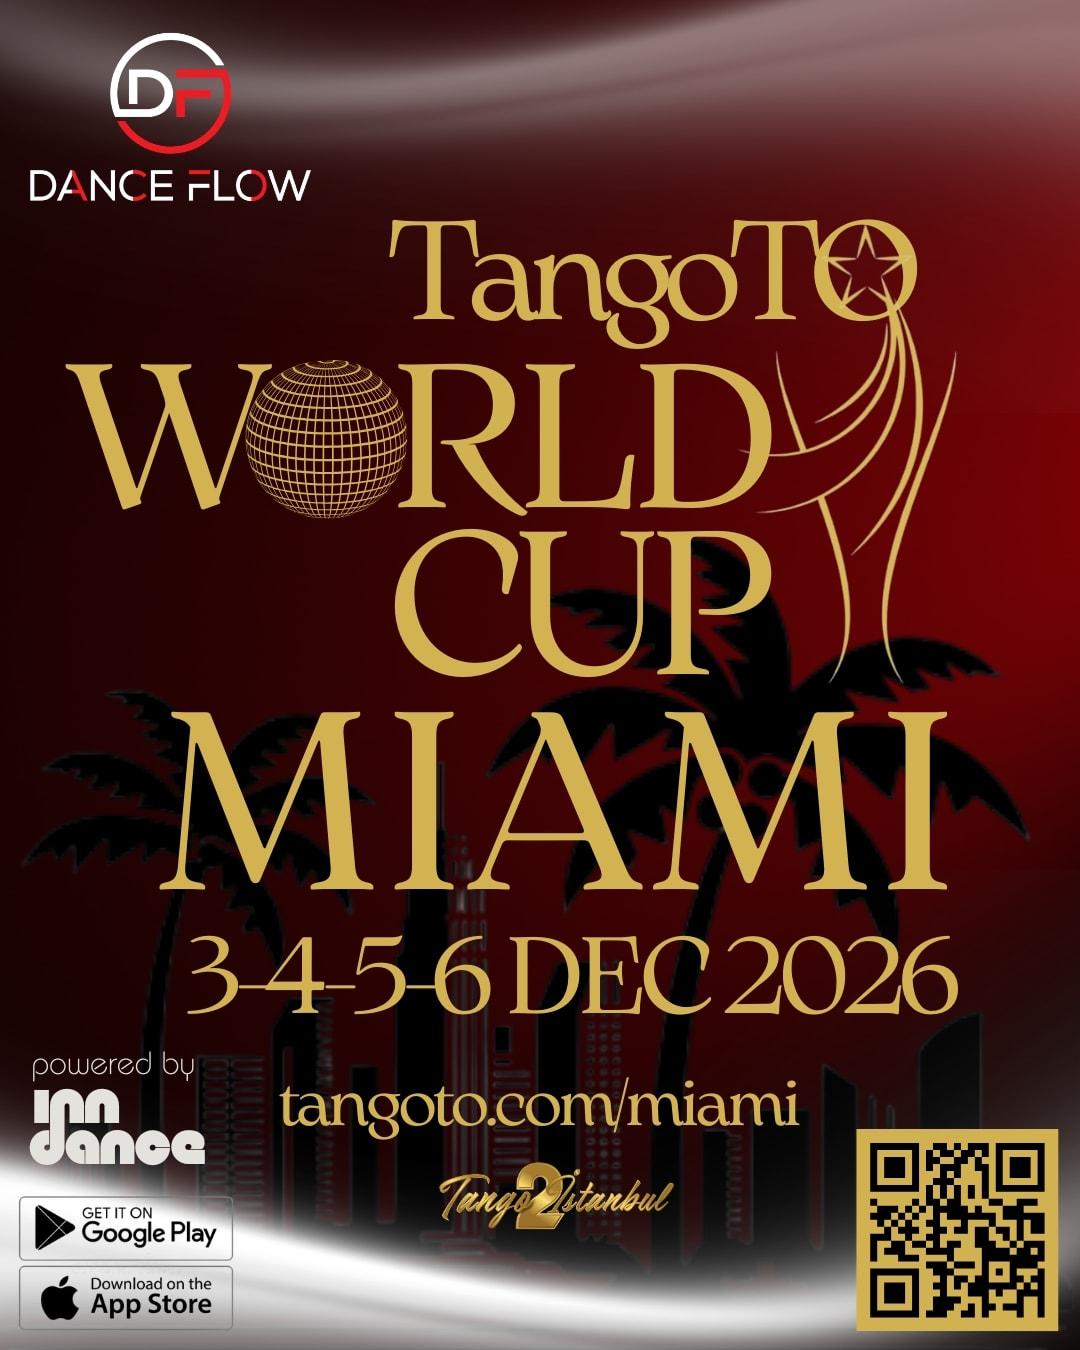 DF
DANCE FLOW
TangoTO
WORLD
CUP
MIAMI
3-4-5-6 DEC 2026
powered by
inn
dance
tangoto.com/miami
Tango2istanbul
GET IT ON
Google Play
Download on the
App Store